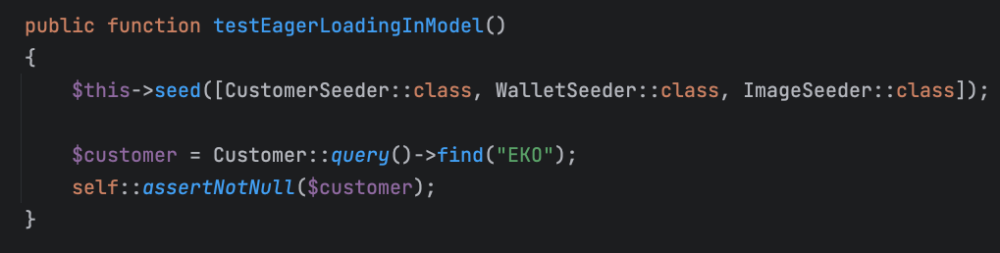 public function testEagerLoadingInModel()
{
    $this->seed([CustomerSeeder::class, WalletSeeder::class, ImageSeeder::class]);

    $customer = Customer::query()->find("EKO");
    self::assertNotNull($customer);
}